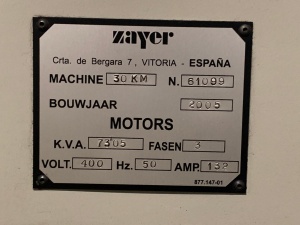 zayer
Crta. de Bergara 7, VITORIA - ESPAÑA
MACHINE 30 KM N. 61099
BOUWJAAR 2005
MOTORS
K.V.A. 73'05 FASEN 3
VOLT. 400 Hz. 50 AMP. 132
877.147-01